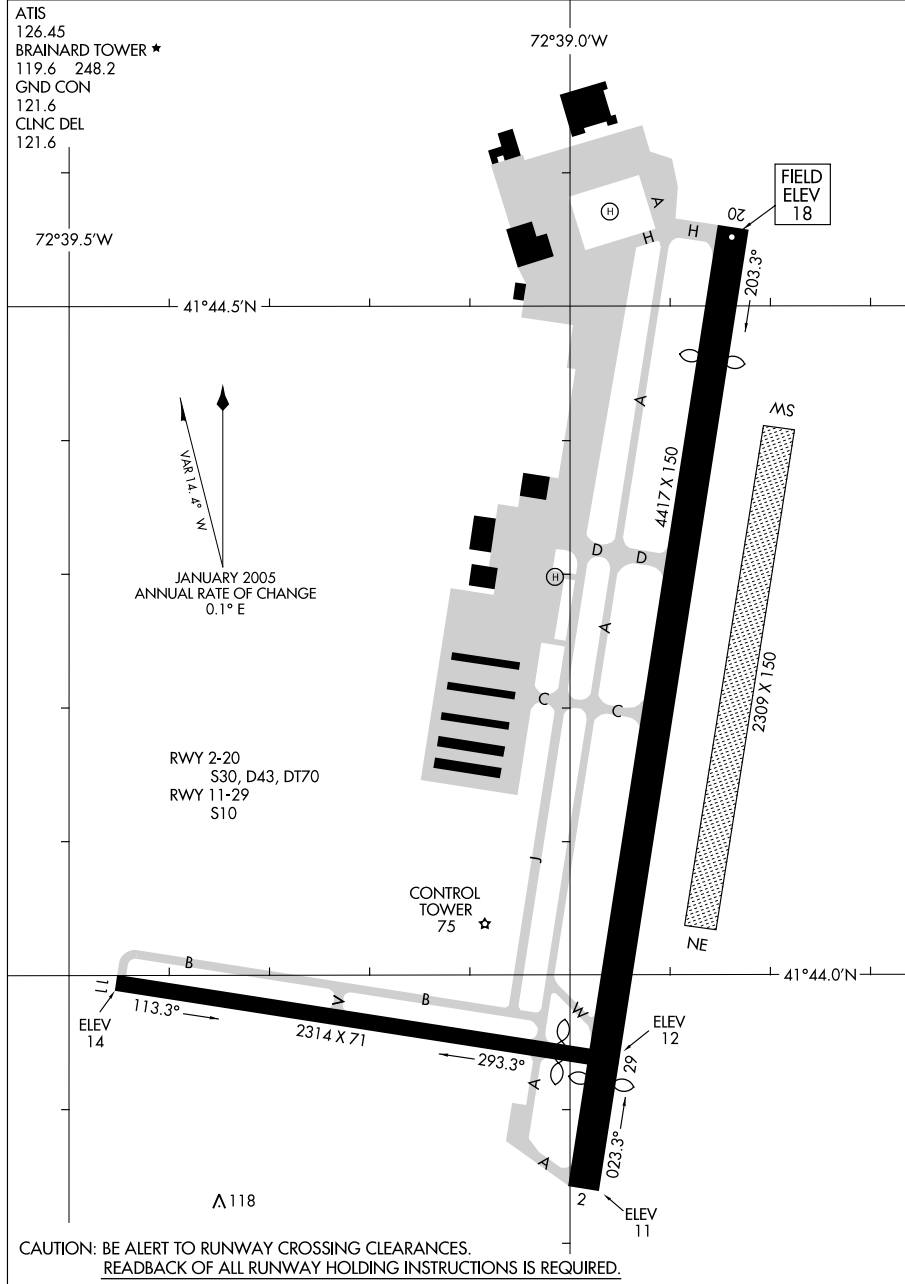 ATIS
126.45
BRAINARD TOWER ★
119.6 248.2
GND CON
121.6
CLNC DEL
121.6
72°39.0'W
FIELD
ELEV
18
72°39.5'W
H
A
H
H
20
203.3°
41°44.5'N
VAR 14.4° W
JANUARY 2005
ANNUAL RATE OF CHANGE
0.1° E
A
4417 X 150
SW
D
D
H
A
2309 X 150
C
C
RWY 2-20
S30, D43, DT70
RWY 11-29
S10
J
CONTROL
TOWER
75
NE
41°44.0'N
B
B
11
V
W
113.3°
2314 X 71
293.3°
ELEV
14
ELEV
12
29
A
023.3°
A
2
ELEV
11
118
CAUTION: BE ALERT TO RUNWAY CROSSING CLEARANCES.
READBACK OF ALL RUNWAY HOLDING INSTRUCTIONS IS REQUIRED.